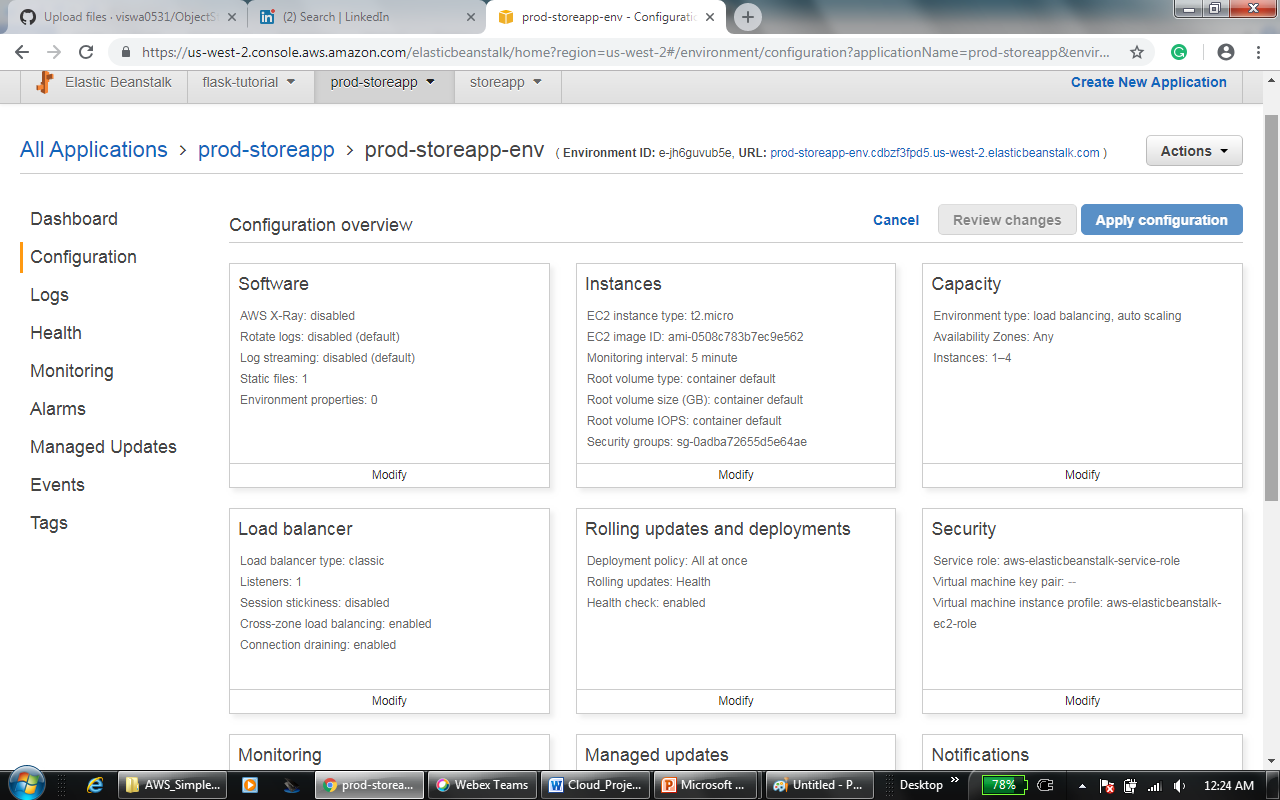 Upload files · viswa0531/ObjectS
(2) Search | LinkedIn
prod-storeapp-env - Configuratio
https://us-west-2.console.aws.amazon.com/elasticbeanstalk/home?region=us-west-2#/environment/configuration?applicationName=prod-storeapp&envir...
Elastic Beanstalk
flask-tutorial
prod-storeapp
storeapp
Create New Application
All Applications > prod-storeapp > prod-storeapp-env ( Environment ID: e-jh6guvub5e, URL: prod-storeapp-env.cdbzf3fpd5.us-west-2.elasticbeanstalk.com )
Actions
Dashboard
Configuration
Logs
Health
Monitoring
Alarms
Managed Updates
Events
Tags
Configuration overview
Cancel
Review changes
Apply configuration
Software
AWS X-Ray: disabled
Rotate logs: disabled (default)
Log streaming: disabled (default)
Static files: 1
Environment properties: 0
Modify
Instances
EC2 instance type: t2.micro
EC2 image ID: ami-0508c783b7ec9e562
Monitoring interval: 5 minute
Root volume type: container default
Root volume size (GB): container default
Root volume IOPS: container default
Security groups: sg-0adba72655d5e64ae
Modify
Capacity
Environment type: load balancing, auto scaling
Availability Zones: Any
Instances: 1–4
Modify
Load balancer
Load balancer type: classic
Listeners: 1
Session stickiness: disabled
Cross-zone load balancing: enabled
Connection draining: enabled
Modify
Rolling updates and deployments
Deployment policy: All at once
Rolling updates: Health
Health check: enabled
Modify
Security
Service role: aws-elasticbeanstalk-service-role
Virtual machine key pair: --
Virtual machine instance profile: aws-elasticbeanstalk-
ec2-role
Modify
Monitoring
Managed updates
Notifications
AWS_Simple...
prod-storea...
Webex Teams
Cloud_Proje...
Microsoft ...
Untitled - P...
Desktop
78%
12:24 AM